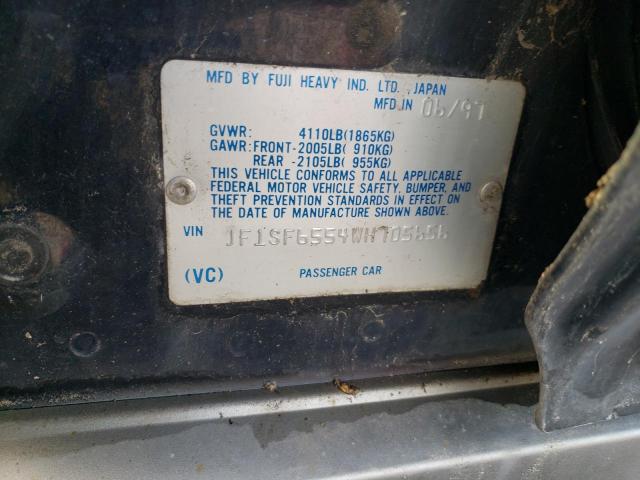 MFD BY FUJI HEAVY IND. LTD. ,JAPAN
MFD.IN 06/97
GVWR: 4110LB(1865KG)
GAWR:FRONT-2005LB( 910KG)
REAR -2105LB( 955KG)
THIS VEHICLE CONFORMS TO ALL APPLICABLE
FEDERAL MOTOR VEHICLE SAFETY, BUMPER, AND
THEFT PREVENTION STANDARDS IN EFFECT ON
THE DATE OF MANUFACTURE SHOWN ABOVE.
VIN JF1SF6554WH705656
(VC) PASSENGER CAR